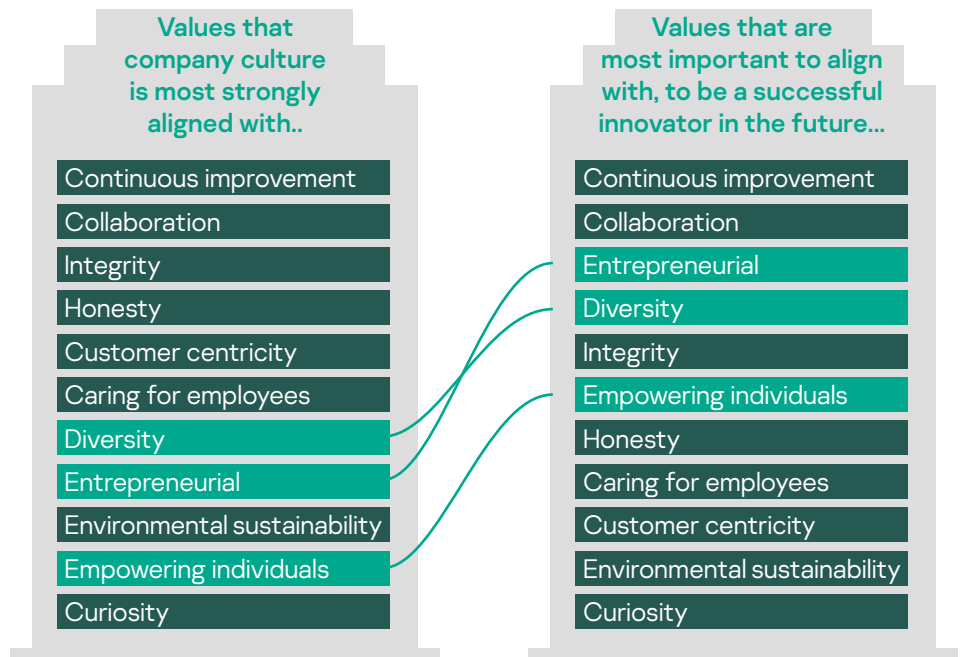 Values that
company culture
is most strongly
aligned with..
Continuous improvement
Collaboration
Integrity
Honesty
Customer centricity
Caring for employees
Diversity
Entrepreneurial
Environmental sustainability
Empowering individuals
Curiosity
Values that are
most important to align
with, to be a successful
innovator in the future...
Continuous improvement
Collaboration
Entrepreneurial
Diversity
Integrity
Empowering individuals
Honesty
Caring for employees
Customer centricity
Environmental sustainability
Curiosity